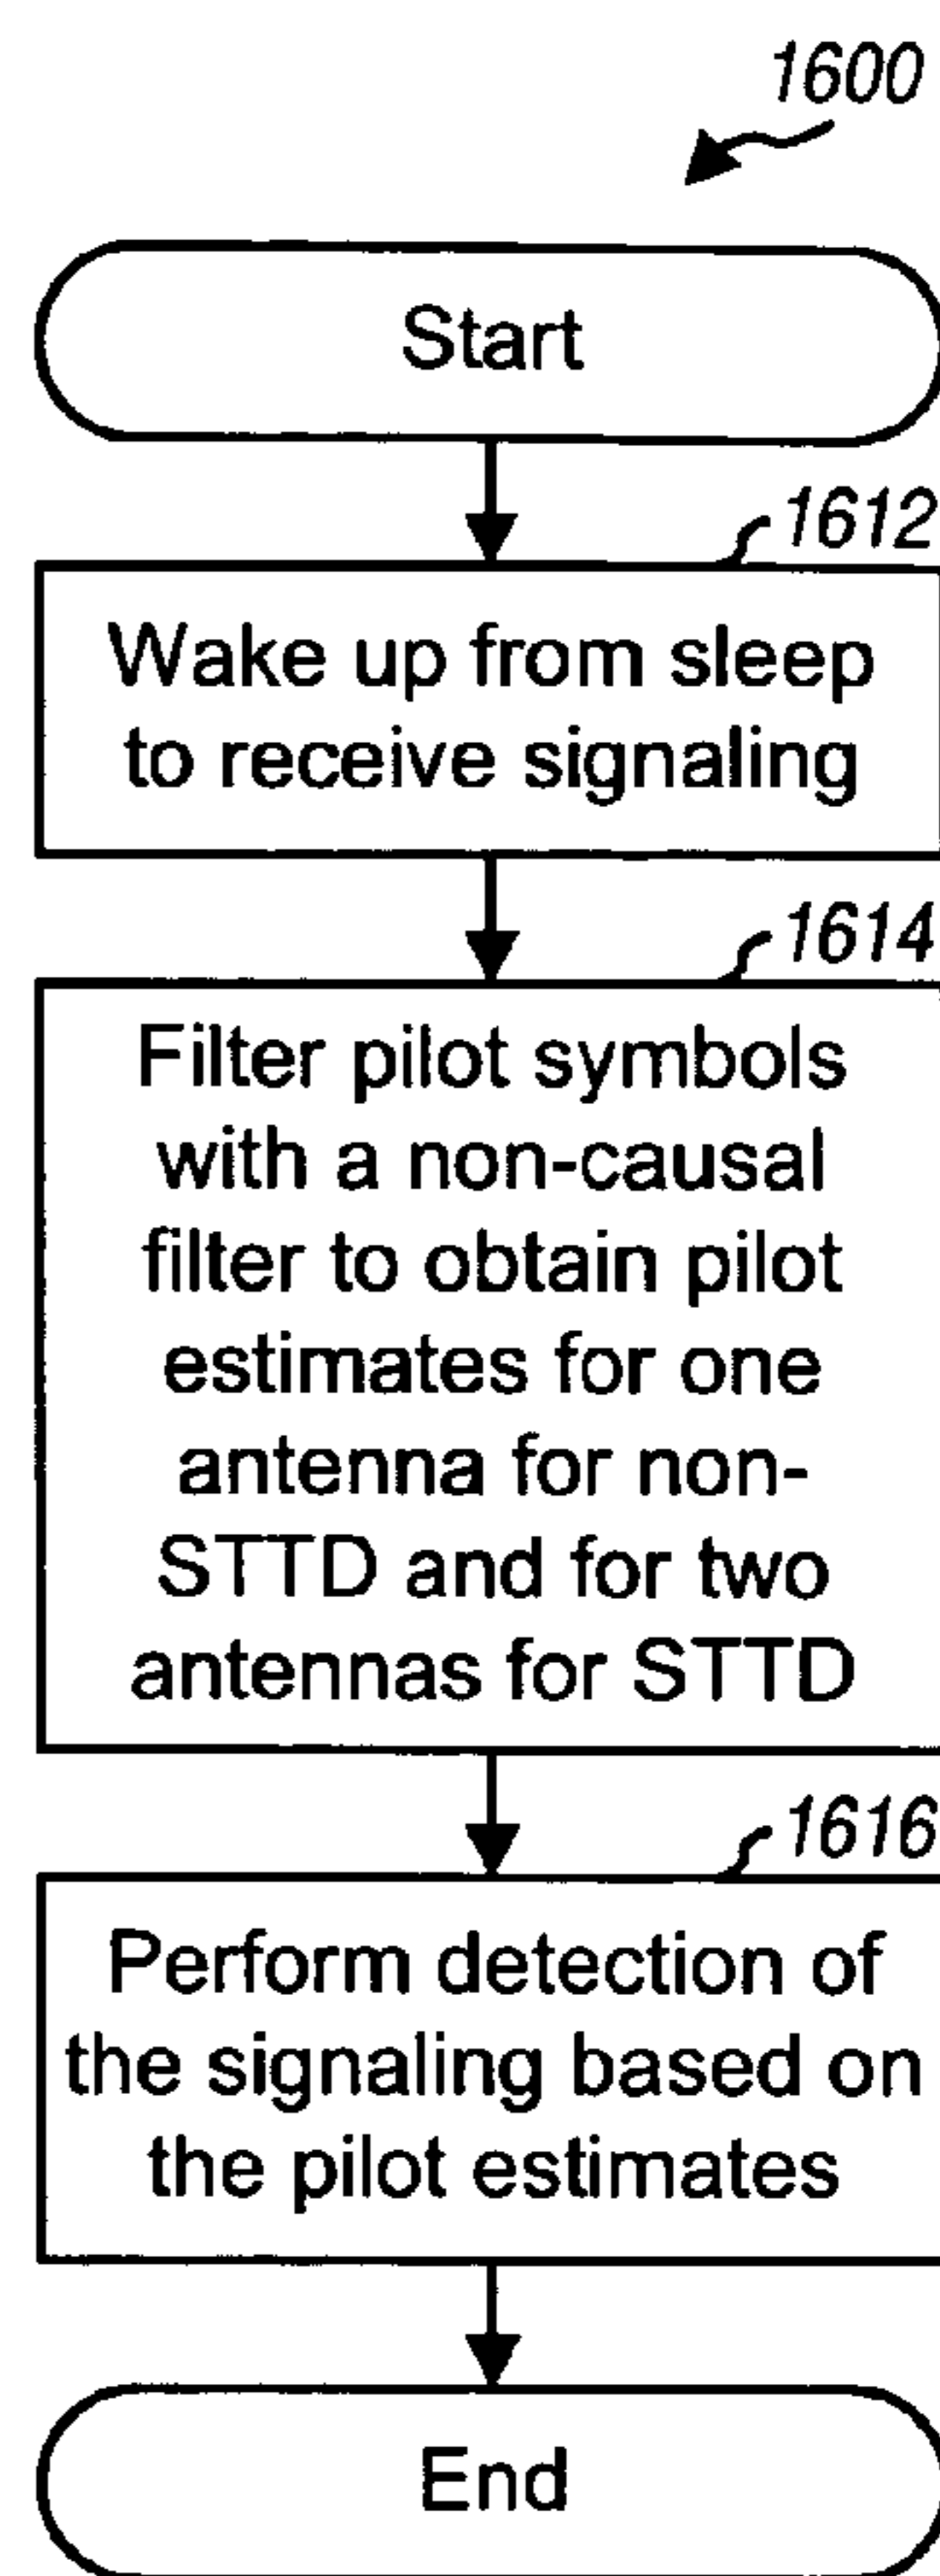 1600
Start
1612
Wake up from sleep
to receive signaling
1614
Filter pilot symbols
with a non-causal
filter to obtain pilot
estimates for one
antenna for non-
STTD and for two
antennas for STTD
1616
Perform detection of
the signaling based on
the pilot estimates
End